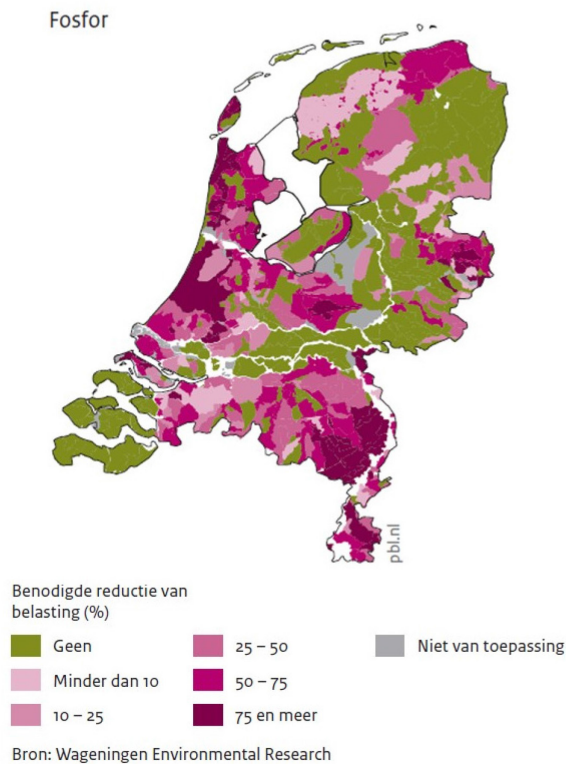 Fosfor
pbl.nl
Benodigde reductie van
belasting (%)
Geen
Minder dan 10
10 – 25
25 – 50
50 – 75
75 en meer
Niet van toepassing
Bron: Wageningen Environmental Research